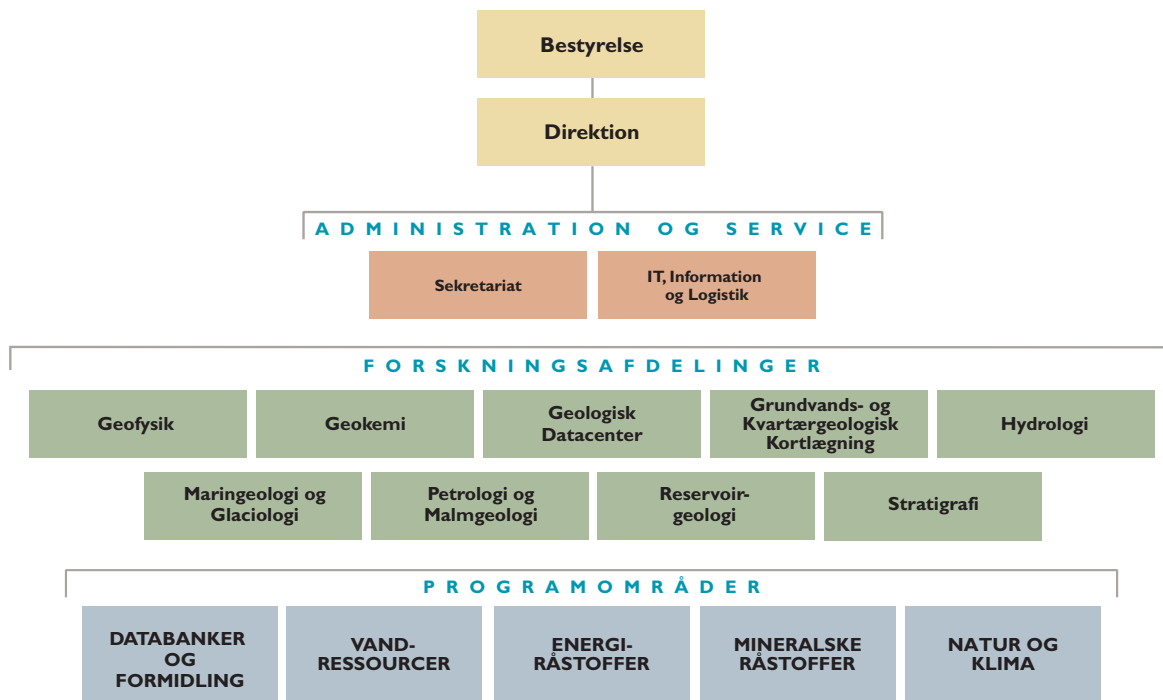 Bestyrelse
Direktion
ADMINISTRATION OG SERVICE
Sekretariat
IT, Information
og Logistik
FORSKNINGSAFDELINGER
Geofysik
Geokemi
Geologisk
Datacenter
Grundvands- og
Kvartærgeologisk
Kortlægning
Hydrologi
Maringeologi og
Glaciologi
Petrologi og
Malmgeologi
Reservoir-
geologi
Stratigrafi
PROGRAMOMRÅDER
DATABANKER
OG
FORMIDLING
VAND-
RESSOURCER
ENERGI-
RÅSTOFFER
MINERALSKE
RÅSTOFFER
NATUR OG
KLIMA